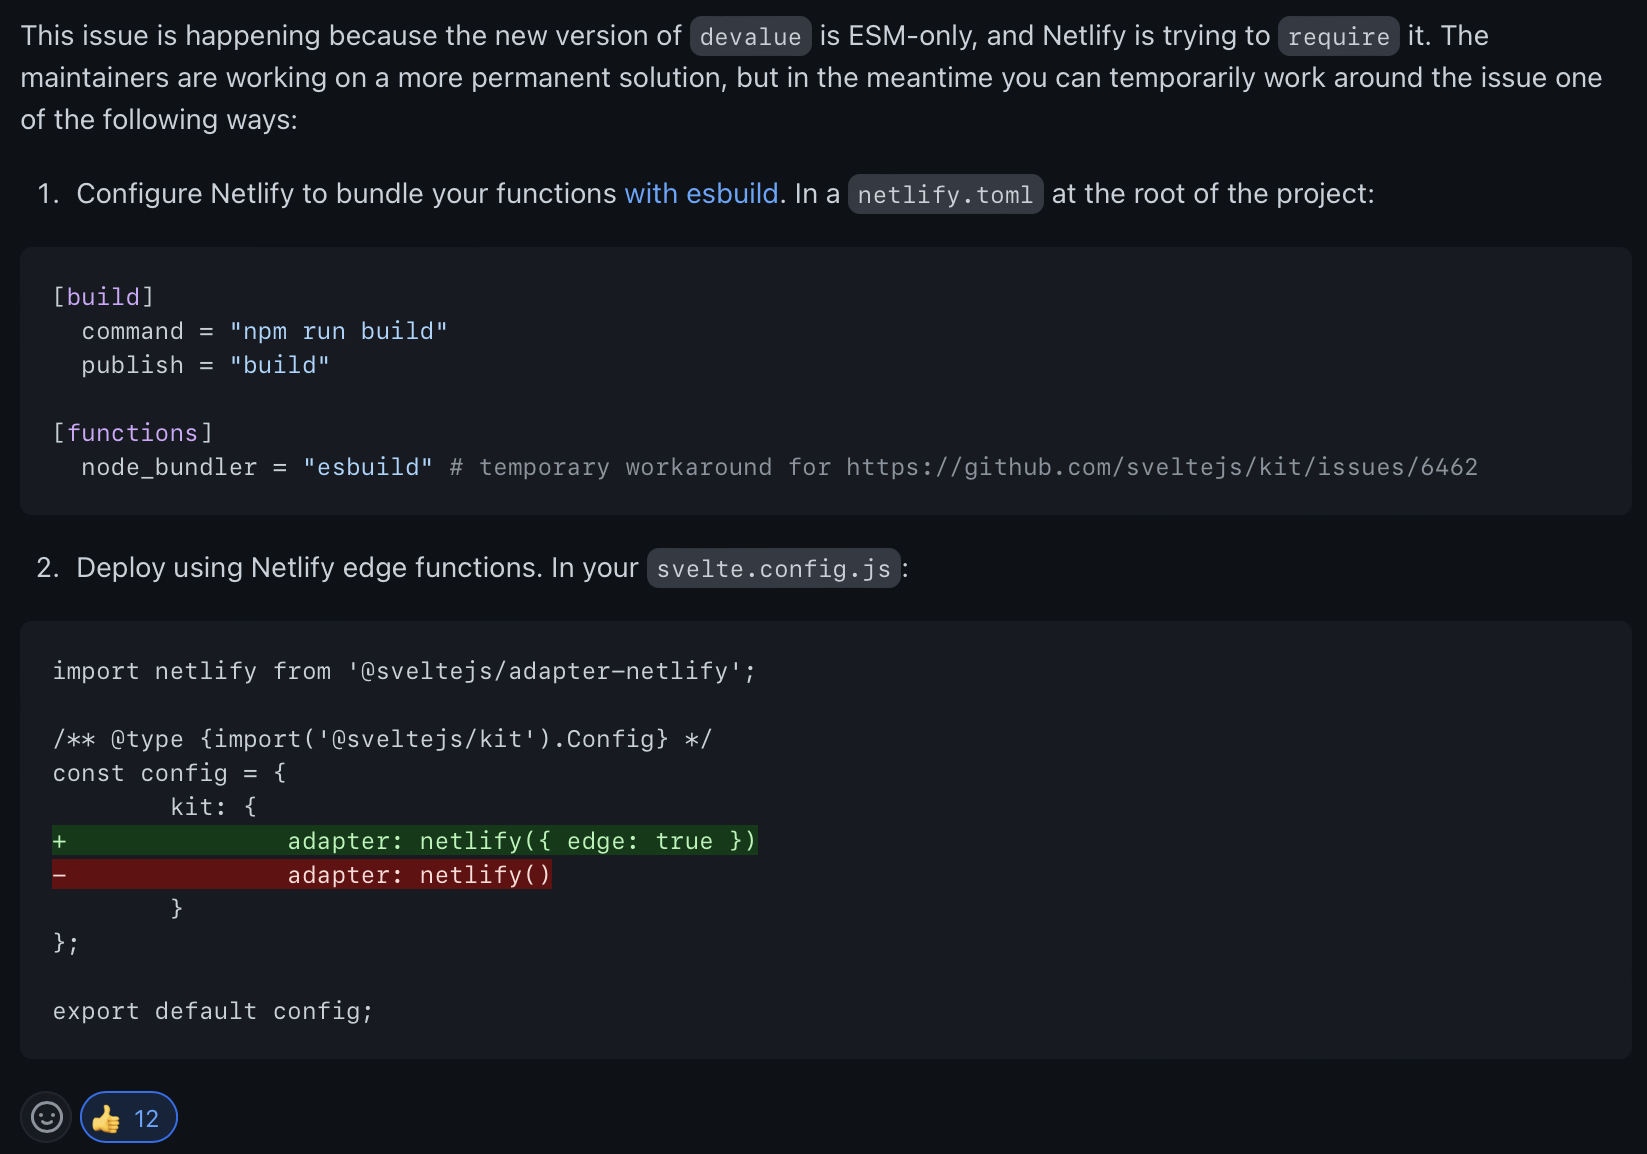 This issue is happening because the new version of devalue is ESM-only, and Netlify is trying to require it. The
maintainers are working on a more permanent solution, but in the meantime you can temporarily work around the issue one
of the following ways:
1. Configure Netlify to bundle your functions with esbuild. In a netlify.toml at the root of the project:
[build]
  command = "npm run build"
  publish = "build"
[functions]
  node_bundler = "esbuild" # temporary workaround for https://github.com/sveltejs/kit/issues/6462
2. Deploy using Netlify edge functions. In your svelte.config.js:
import netlify from '@sveltejs/adapter-netlify';
/** @type {import('@sveltejs/kit').Config} */
const config = {
        kit: {
+               adapter: netlify({ edge: true })
-               adapter: netlify()
        }
};
export default config;
👍 12